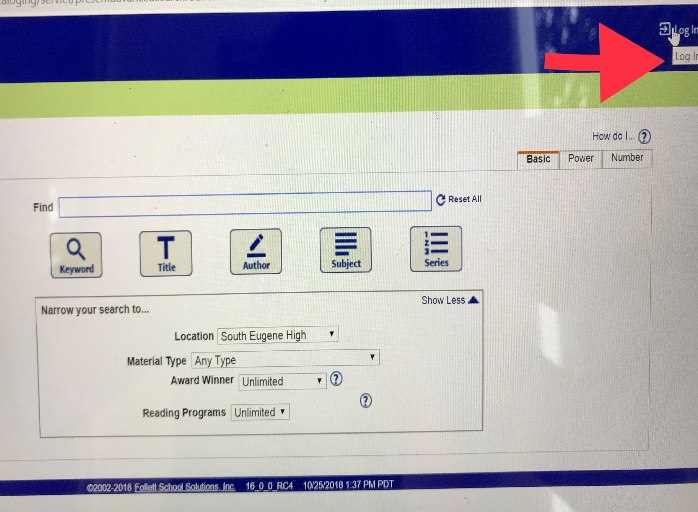 Log In
Log In
How do I...
Basic Power Number
Find Reset All
Keyword Title Author Subject Series
Show Less
Narrow your search to...
Location South Eugene High
Material Type Any Type
Award Winner Unlimited
Reading Programs Unlimited
©2002-2018 Follett School Solutions, Inc. 16_0_0_RC4 10/25/2018 1:37 PM PDT